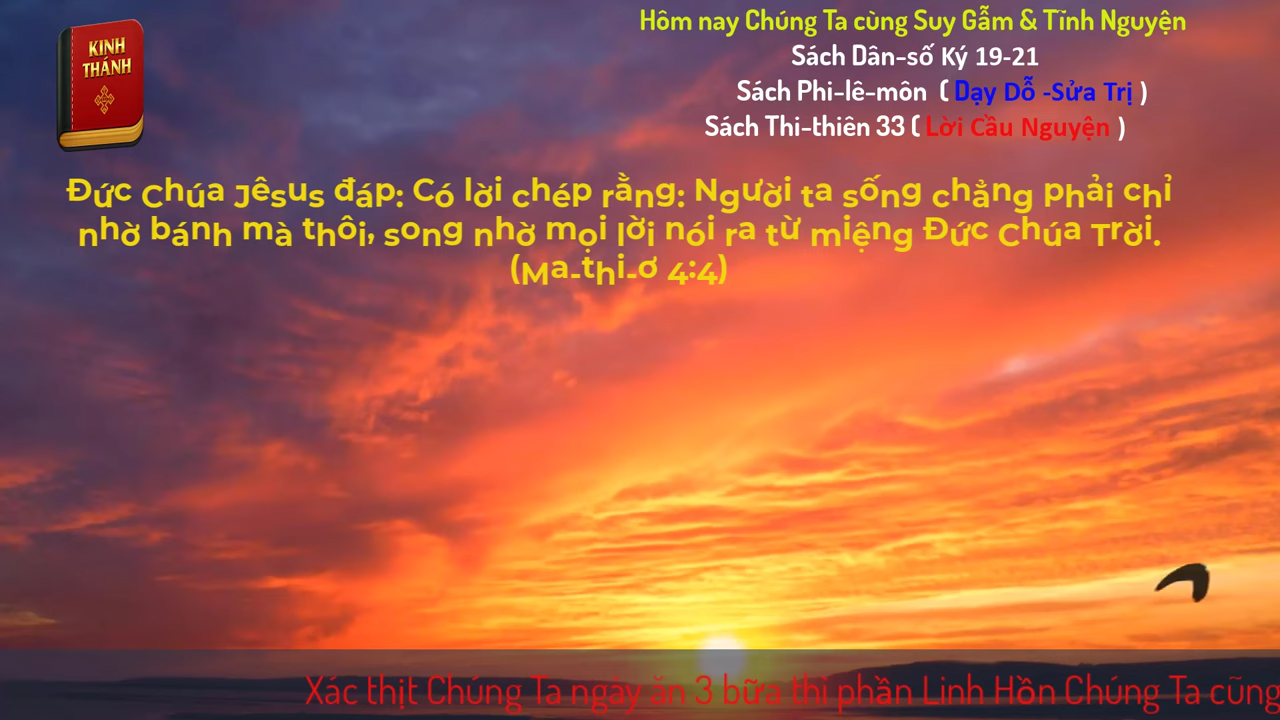 KINH
THÁNH
Hôm nay Chúng Ta cùng Suy Gẫm & Tĩnh Nguyện
Sách Dân-số Ký 19-21
Sách Phi-lê-môn ( Dạy Dỗ -Sửa Trị )
Sách Thi-thiên 33 ( Lời Cầu Nguyện )
Đức Chúa Jêsus đáp: Có lời chép rằng: Người ta sống chẳng phải chỉ
nhờ bánh mà thôi, song nhờ mọi lời nói ra từ miệng Đức Chúa Trời.
(Ma-thi-ơ 4:4)
Xác thịt Chúng Ta ngày ăn 3 bữa thì phần Linh Hồn Chúng Ta cũng